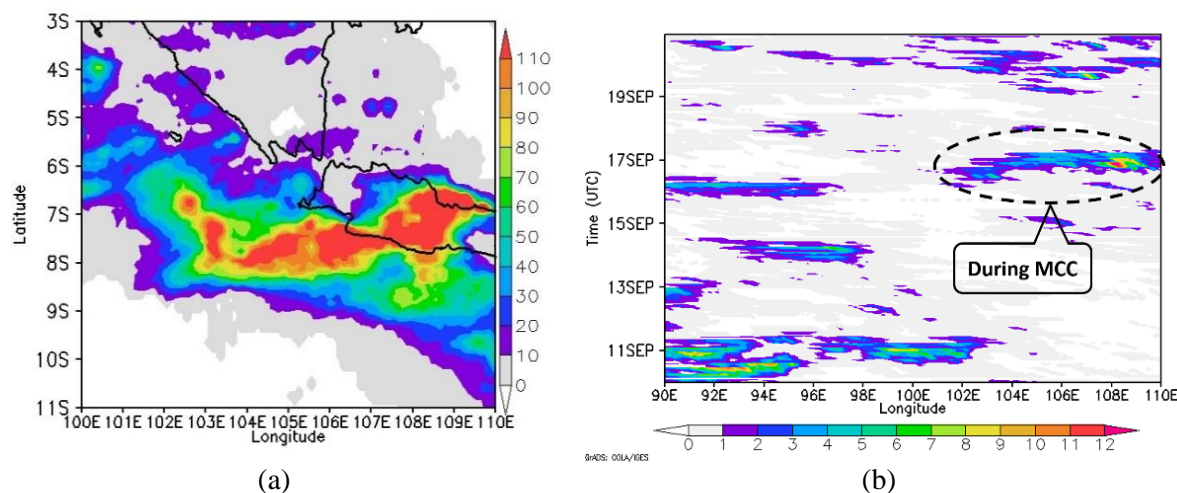 3S
4S
5S
6S
7S
8S
9S
10S
11S
Latitude
100E 101E 102E 103E 104E 105E 106E 107E 108E 109E 110E
Longitude
110
100
90
80
70
60
50
40
30
20
10
0
(a)
19SEP
17SEP
15SEP
13SEP
11SEP
Time (UTC)
During MCC
90E 92E 94E 96E 98E 100E 102E 104E 106E 108E 110E
Longitude
0 1 2 3 4 5 6 7 8 9 10 11 12
GrADS: COLA/IGES
(b)